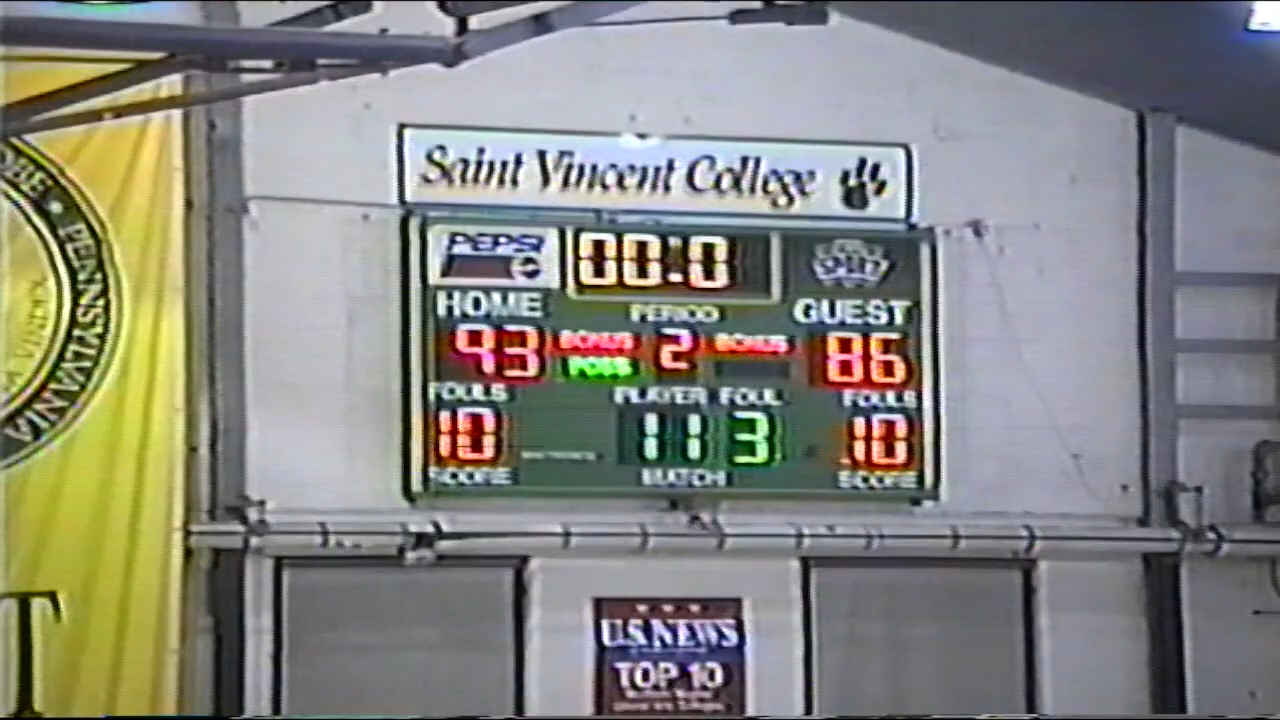 Saint Vincent College
PEPSI
00:0
HOME
PERIOD
GUEST
93
BONUS
2
BONUS
86
POSS
FOULS
PLAYER
FOUL
FOULS
10
11
3
10
SCORE
MATCH
SCORE
PENNSYLVANIA
T
U.S. NEWS
TOP 10